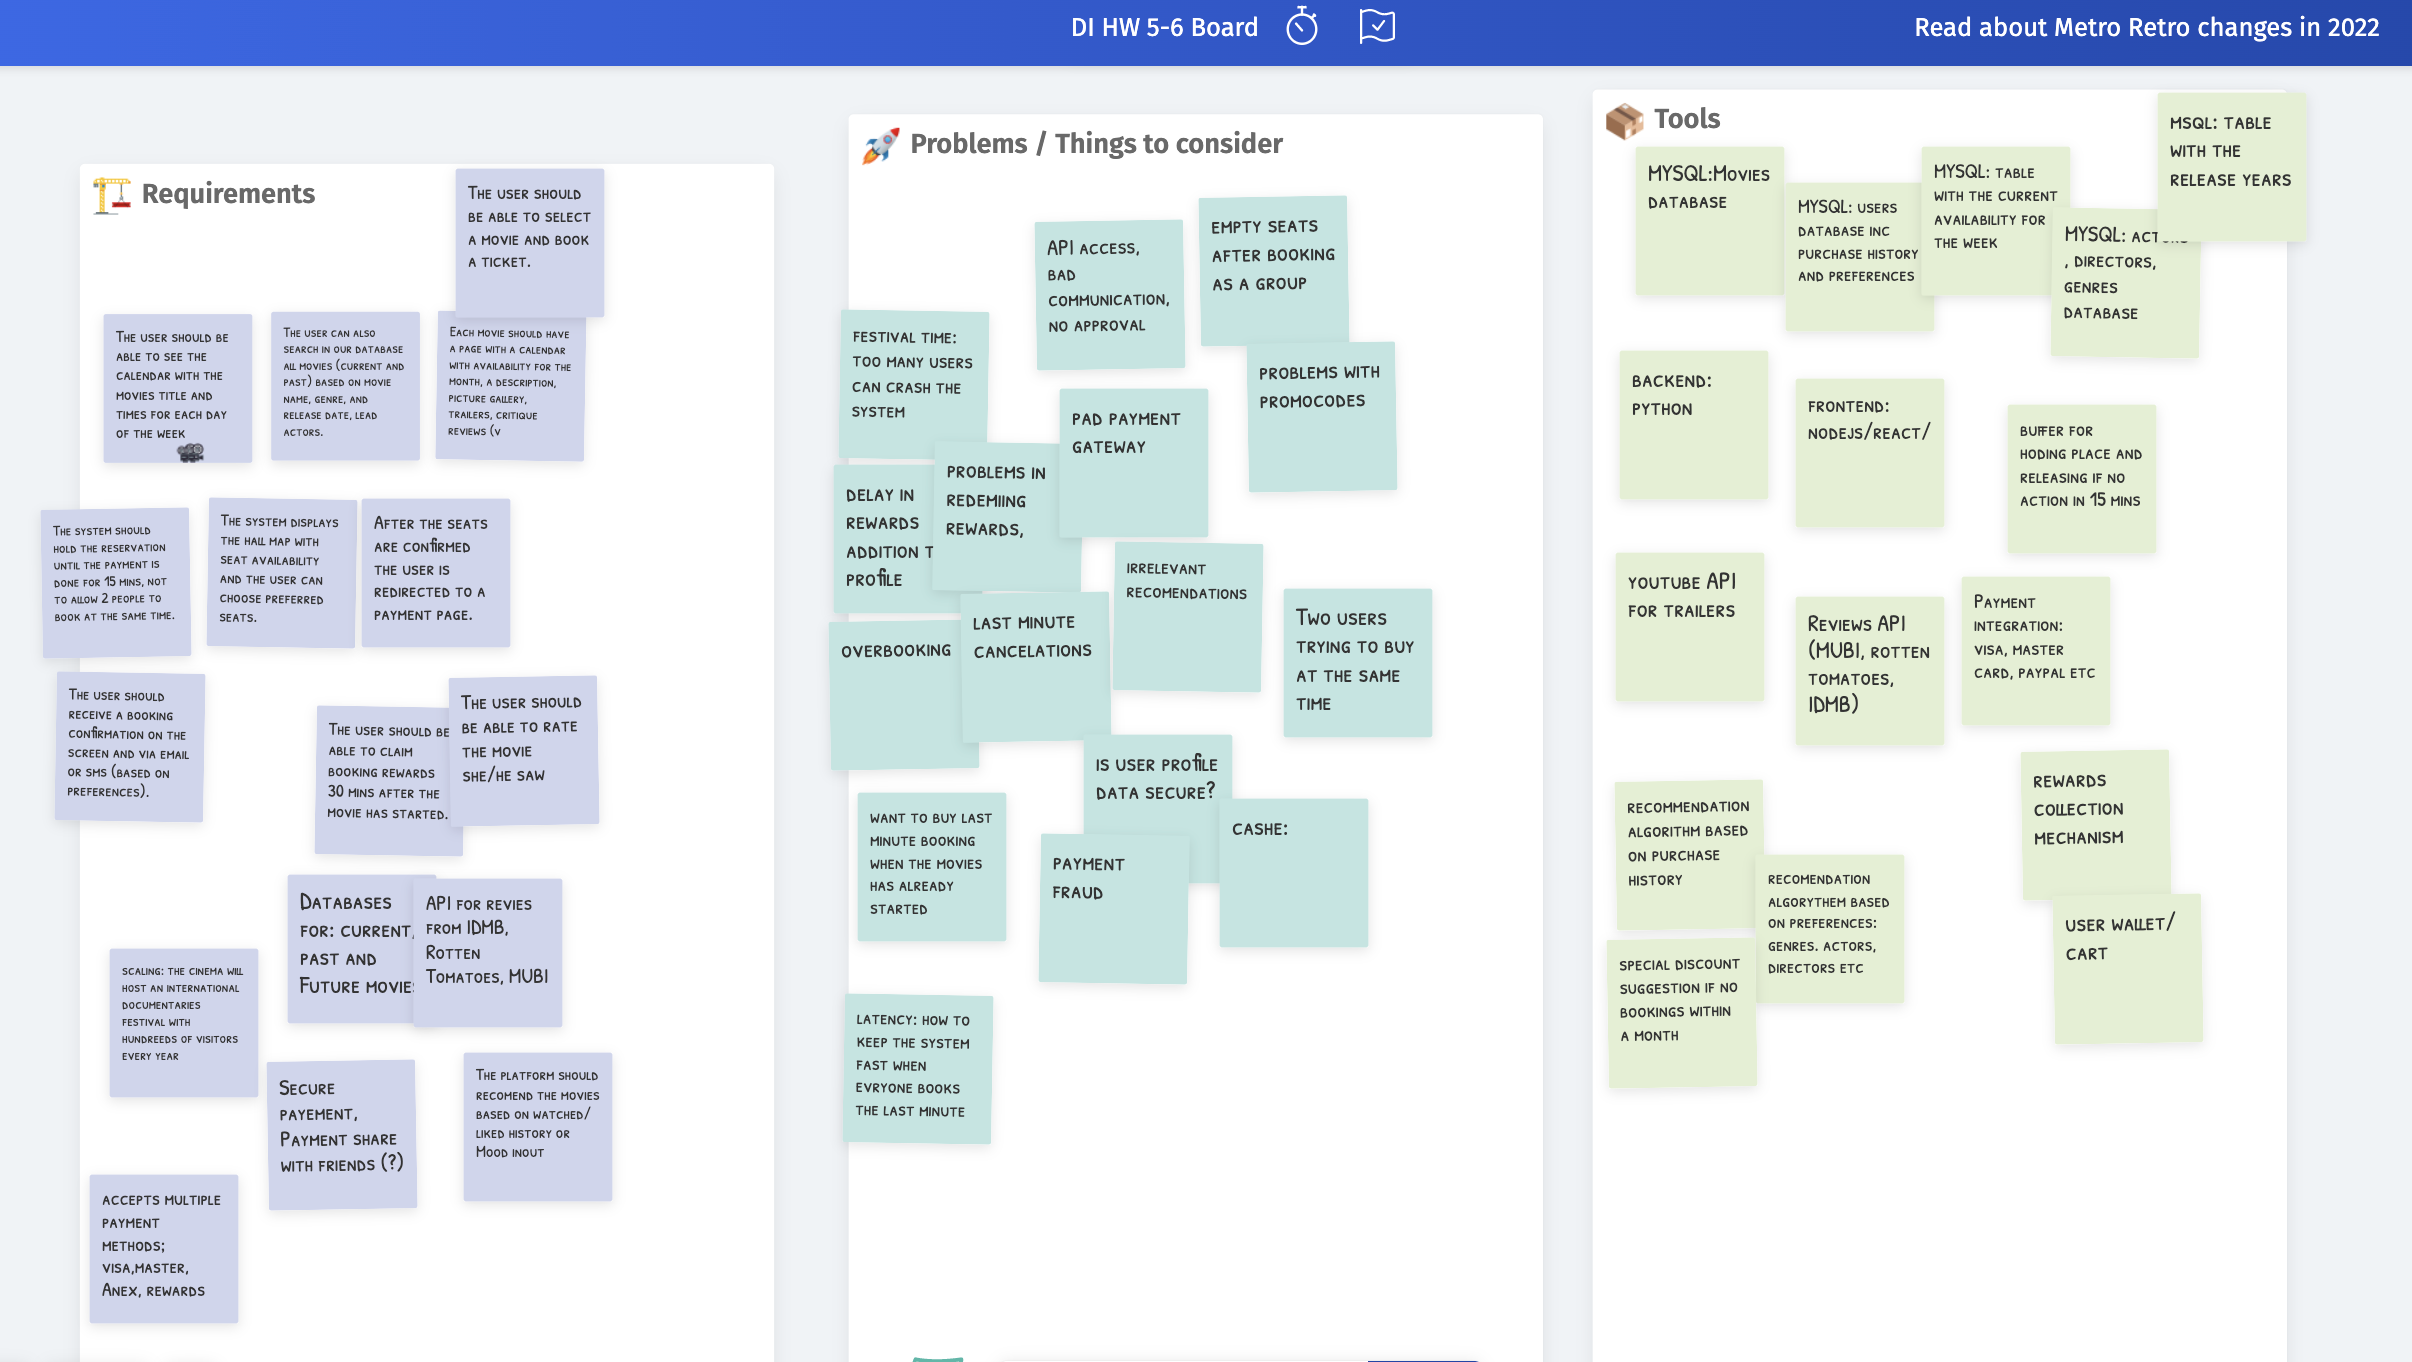 DI HW 5-6 Board
Read about Metro Retro changes in 2022
Requirements
The user should
be able to select
a movie and book
a ticket.
The user should be
able to see the
calendar with the
movies title and
times for each day
of the week
The user can also
search in our database
all movies (current and
past) based on movie
name, genre, and
release date, lead
actors.
Each movie should have
a page with a calendar
with availability for the
month, a description,
picture gallery,
trailers, critique
reviews (v
The system should
hold the reservation
until the payment is
done for 15 mins, not
to allow 2 people to
book at the same time.
The system displays
the hall map with
seat availability
and the user can
choose preferred
seats.
After the seats
are confirmed
the user is
redirected to a
payment page.
The user should
receive a booking
confirmation on the
screen and via email
or sms (based on
preferences).
The user should be
able to claim
booking rewards
30 mins after the
movie has started.
The user should
be able to rate
the movie
she/he saw
Databases
for: current,
past and
Future movies
API for revies
from IDMB,
Rotten
Tomatoes, MUBI
scaling: the cinema will
host an international
documentaries
festival with
hundreeds of visitors
every year
Secure
payement,
Payment share
with friends (?)
The platform should
recomend the movies
based on watched/
liked history or
Mood inout
accepts multiple
payment
methods;
visa,master,
Anex, rewards
Problems / Things to consider
API access,
bad
communication,
no approval
empty seats
after booking
as a group
festival time:
too many users
can crash the
system
problems with
promocodes
pad payment
gateway
problems in
redemiing
rewards,
delay in
rewards
addition t
profile
irrelevant
recomendations
Two users
trying to buy
at the same
time
overbooking
last minute
cancelations
is user profile
data secure?
want to buy last
minute booking
when the movies
has already
started
payment
fraud
cashe:
latency: how to
keep the system
fast when
evryone books
the last minute
Tools
MYSQL:Movies
database
MYSQL: users
database inc
purchase history
and preferences
MYSQL: table
with the current
availability for
the week
MYSQL: actors
, directors,
genres
database
msql: table
with the
release years
backend:
python
frontend:
nodejs/react/
buffer for
hoding place and
releasing if no
action in 15 mins
youtube API
for trailers
Reviews API
(MUBI, rotten
tomatoes,
IDMB)
Payment
integration:
visa, master
card, paypal etc
recommendation
algorithm based
on purchase
history
recomendation
algorythem based
on preferences:
genres. actors,
directors etc
rewards
collection
mechanism
user wallet/
cart
special discount
suggestion if no
bookings within
a month